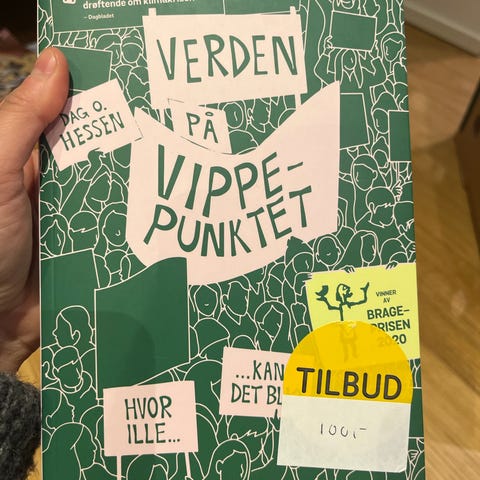 drøftende om klimakrisen
– Dagbladet
VERDEN
DAG O.
HESSEN
PÅ
VIPPE-
PUNKTET
VINNER
AV
BRAGE-
PRISEN
2020
...KAN
DET BLI
HVOR
ILLE...
TILBUD
100,-